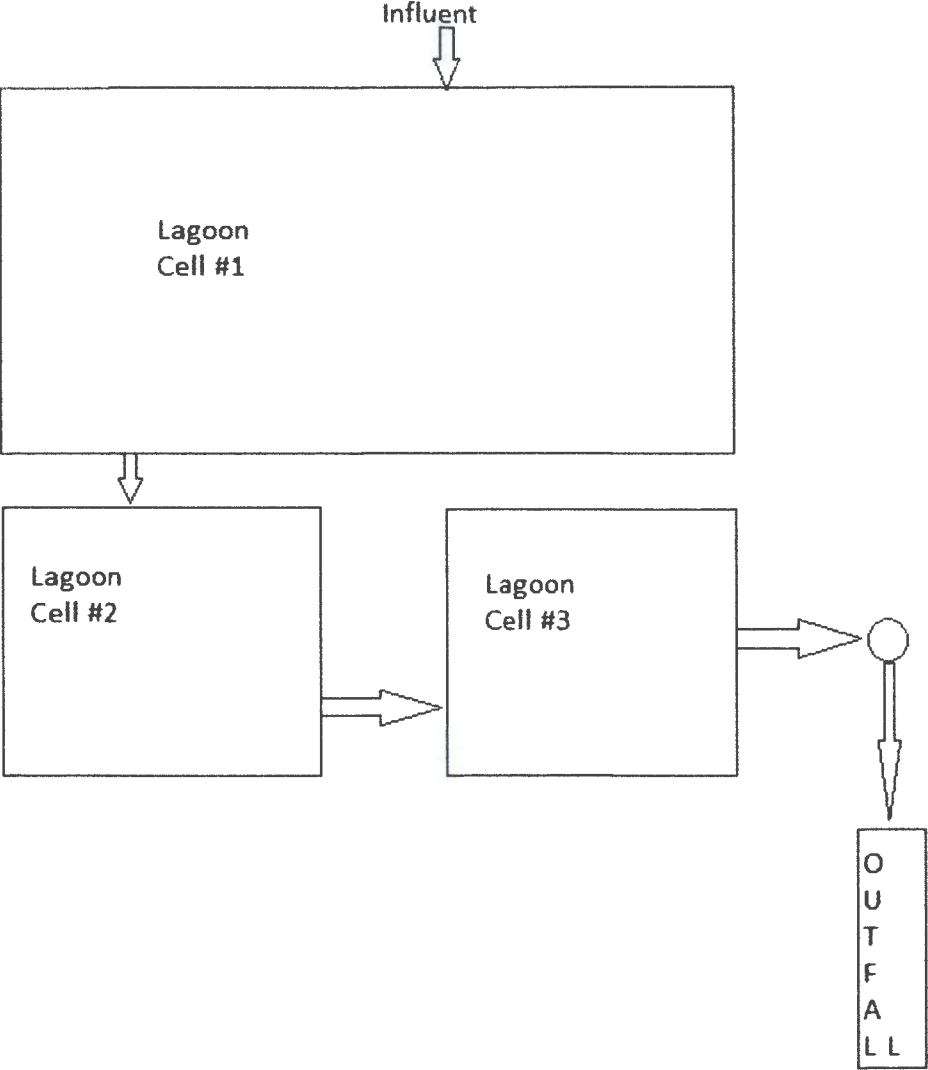 Influent
Lagoon
Cell #1
Lagoon
Cell #2
Lagoon
Cell #3
O
U
T
F
A
L L